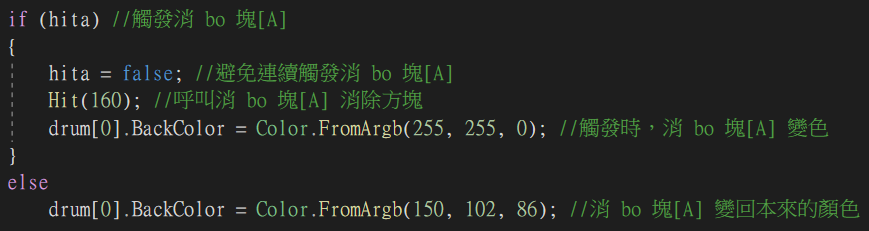 if (hita) //觸發消 bo 塊[A]
{
hita = false; //避免連續觸發消 bo 塊[A]
Hit(160); //呼叫消 bo 塊[A] 消除方塊
drum[0].BackColor = Color.FromArgb(255, 255, 0); //觸發時，消 bo 塊[A] 變色
}
else
drum[0].BackColor = Color.FromArgb(150, 102, 86); //消 bo 塊[A] 變回本來的顏色